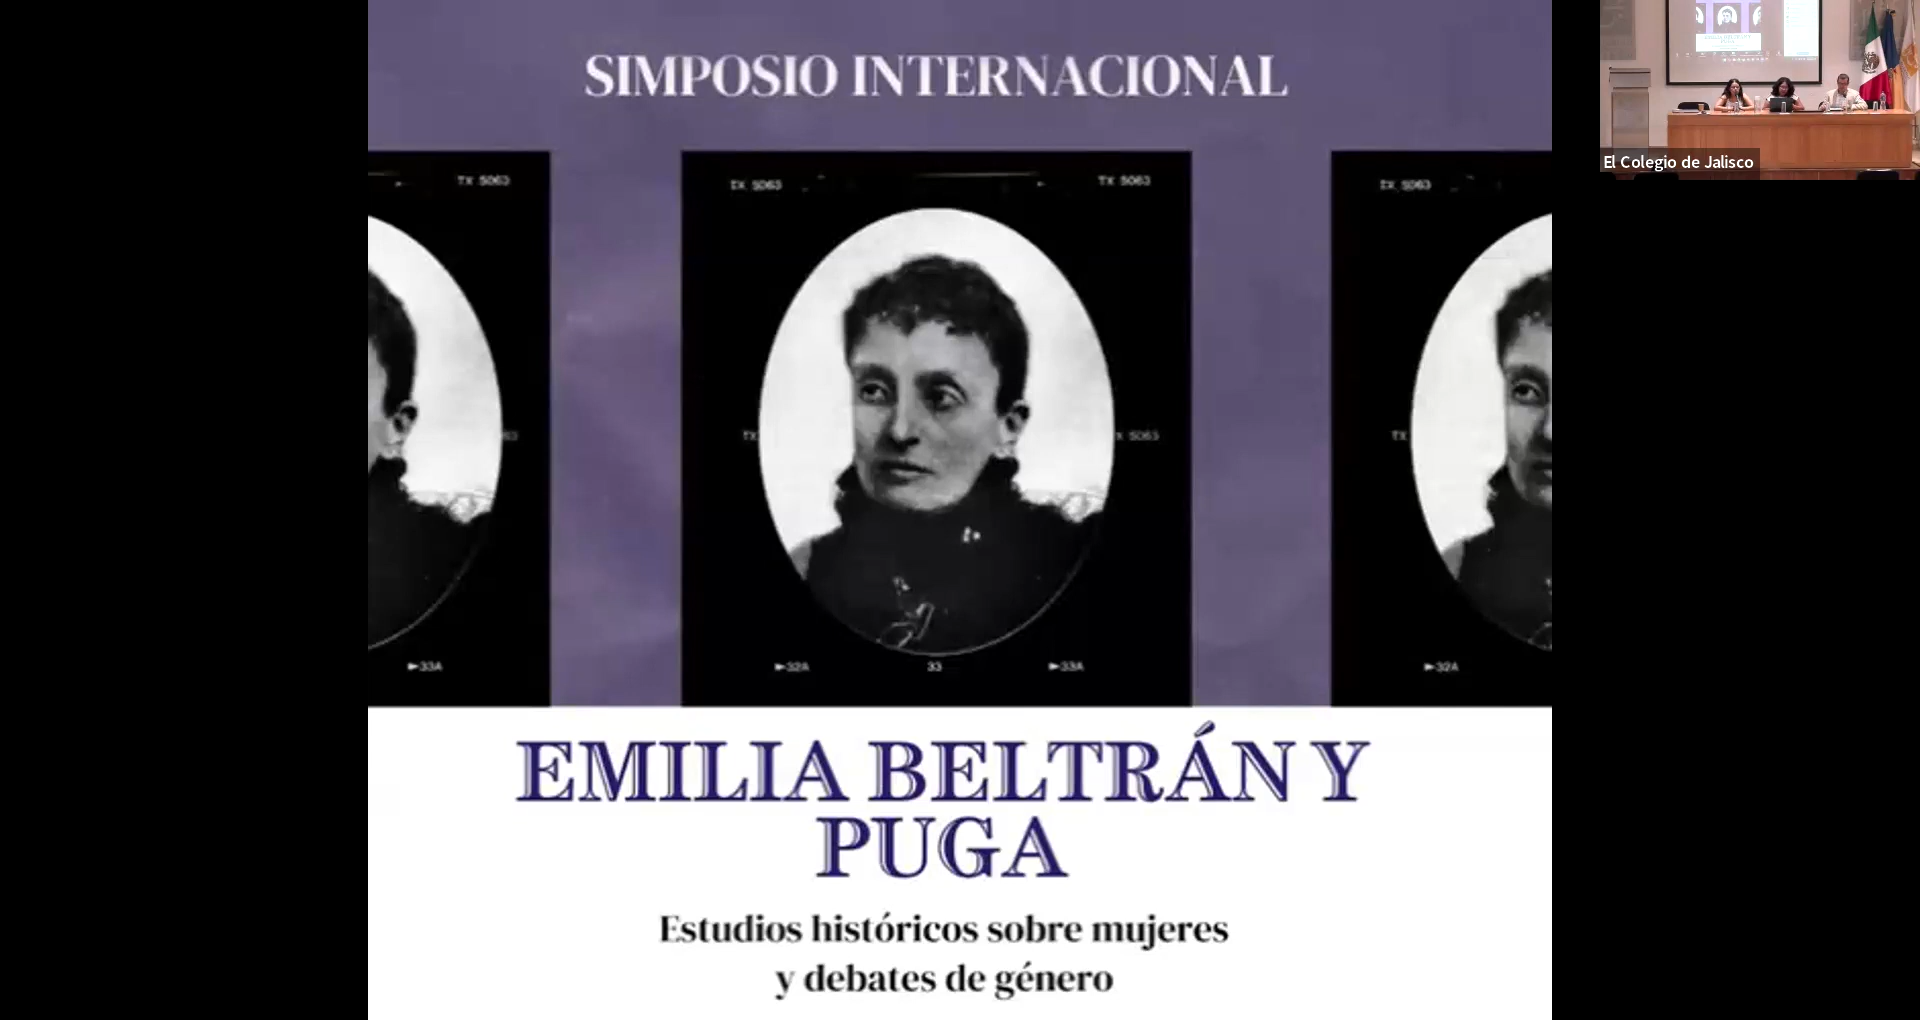 SIMPOSIO INTERNACIONAL
El Colegio de Jalisco
TX 5063
TX 5063
TX 5063
TX 5063
TX
X 5063
TX
33A
32A
33
33A
32A
EMILIA BELTRÁN Y
PUGA
Estudios históricos sobre mujeres
y debates de género